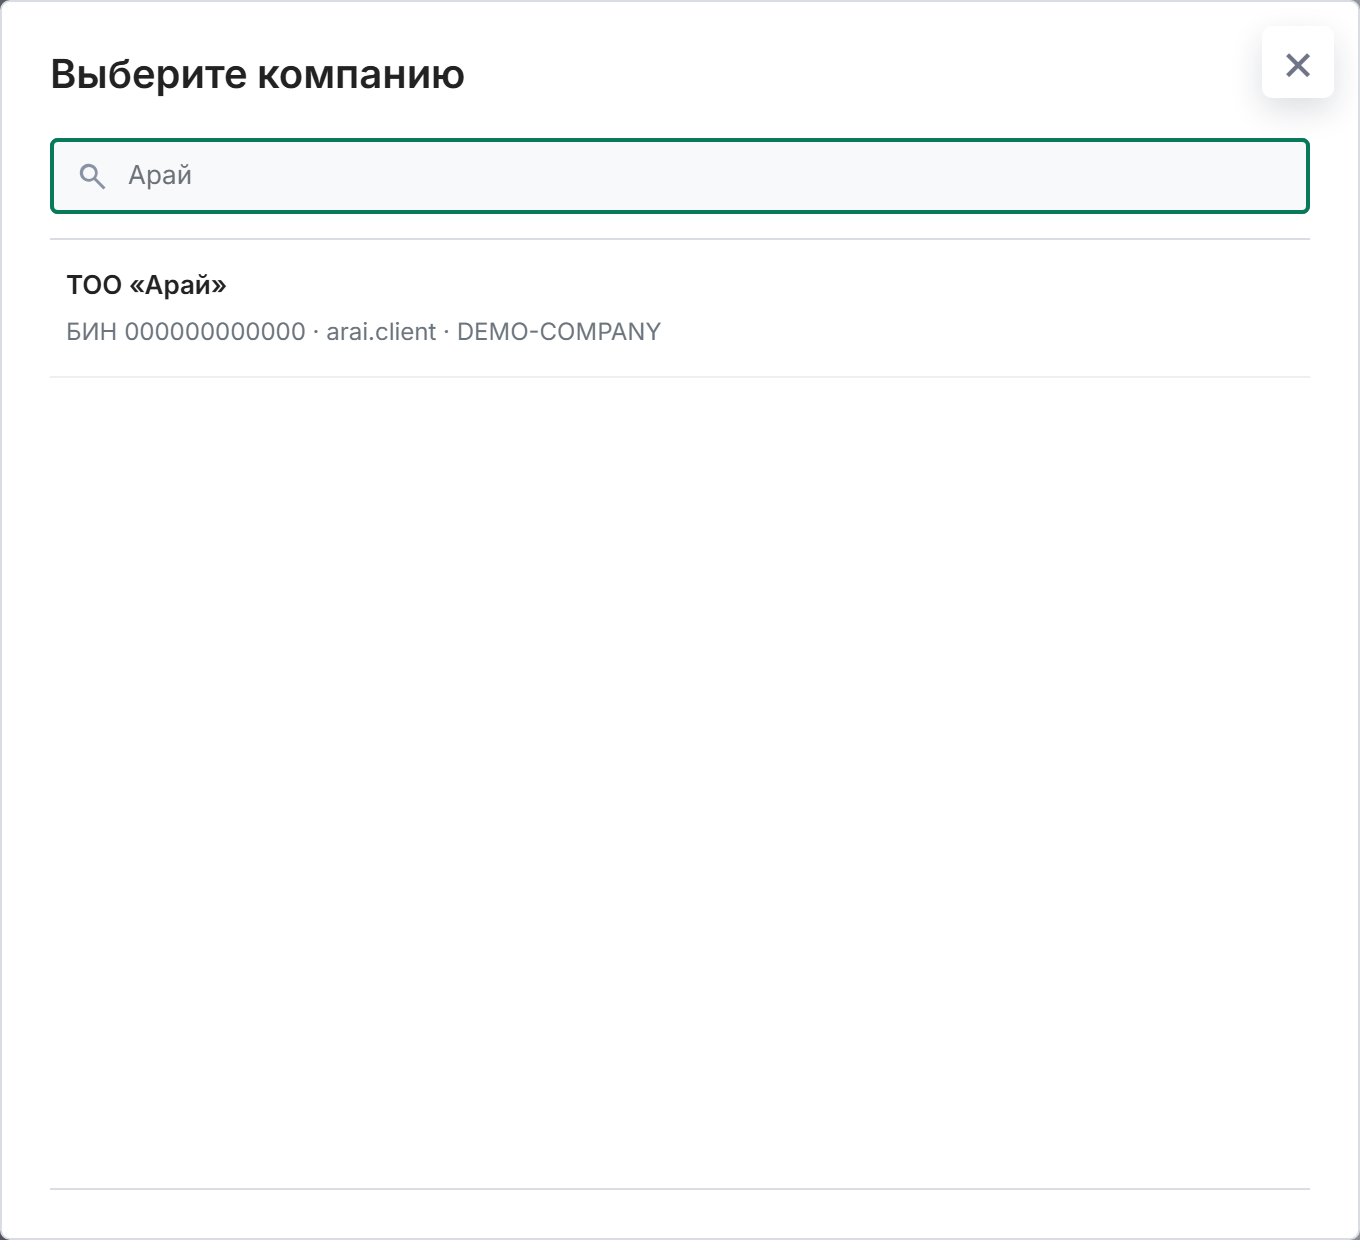 Выберите компанию
Арай
ТОО «Арай»
БИН 000000000000 · arai.client · DEMO-COMPANY